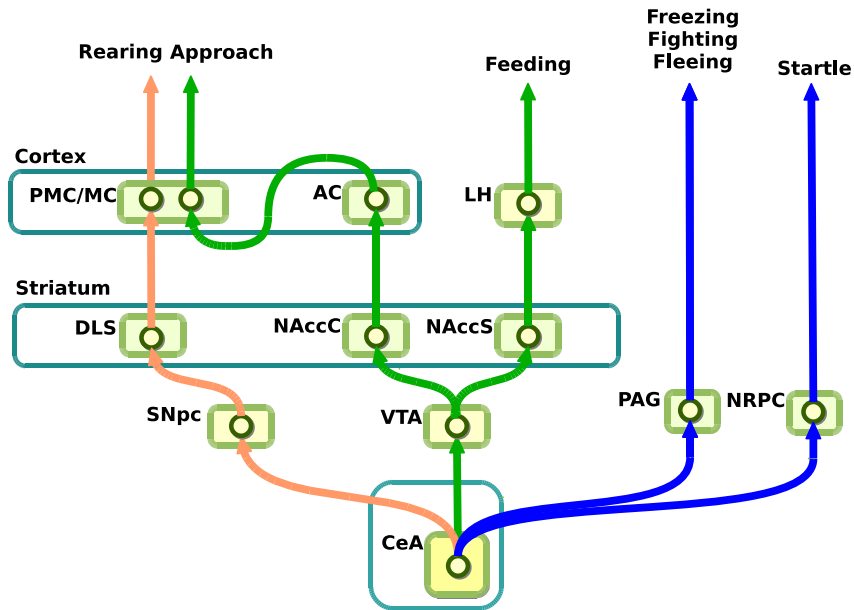 Freezing
Fighting
Fleeing
Rearing Approach
Feeding
Startle
Cortex
PMC/MC
AC
LH
Striatum
DLS
NAccC
NAccS
SNpc
VTA
PAG
NRPC
CeA